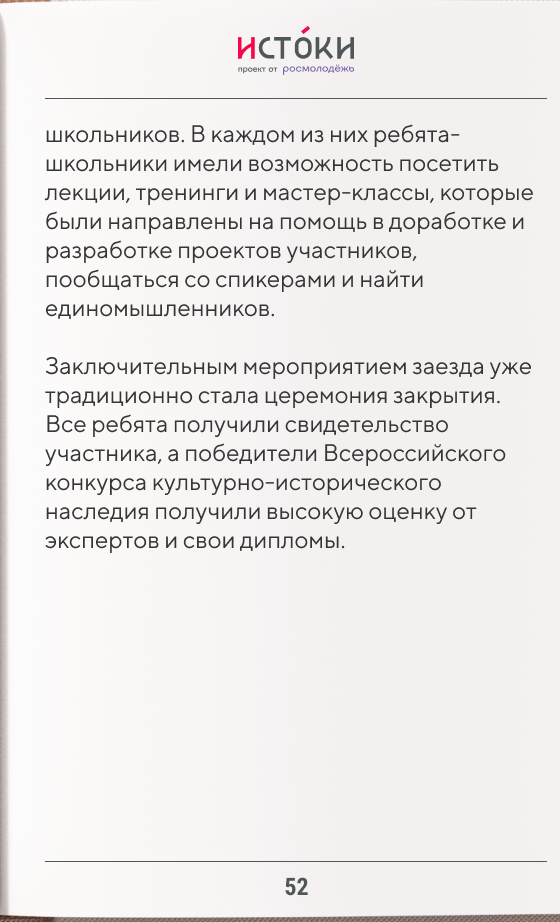 ИСТО́КИ
проект от росмолодёжь
школьников. В каждом из них ребята-
школьники имели возможность посетить
лекции, тренинги и мастер-классы, которые
были направлены на помощь в доработке и
разработке проектов участников,
пообщаться со спикерами и найти
единомышленников.
Заключительным мероприятием заезда уже
традиционно стала церемония закрытия.
Все ребята получили свидетельство
участника, а победители Всероссийского
конкурса культурно-исторического
наследия получили высокую оценку от
экспертов и свои дипломы.
52